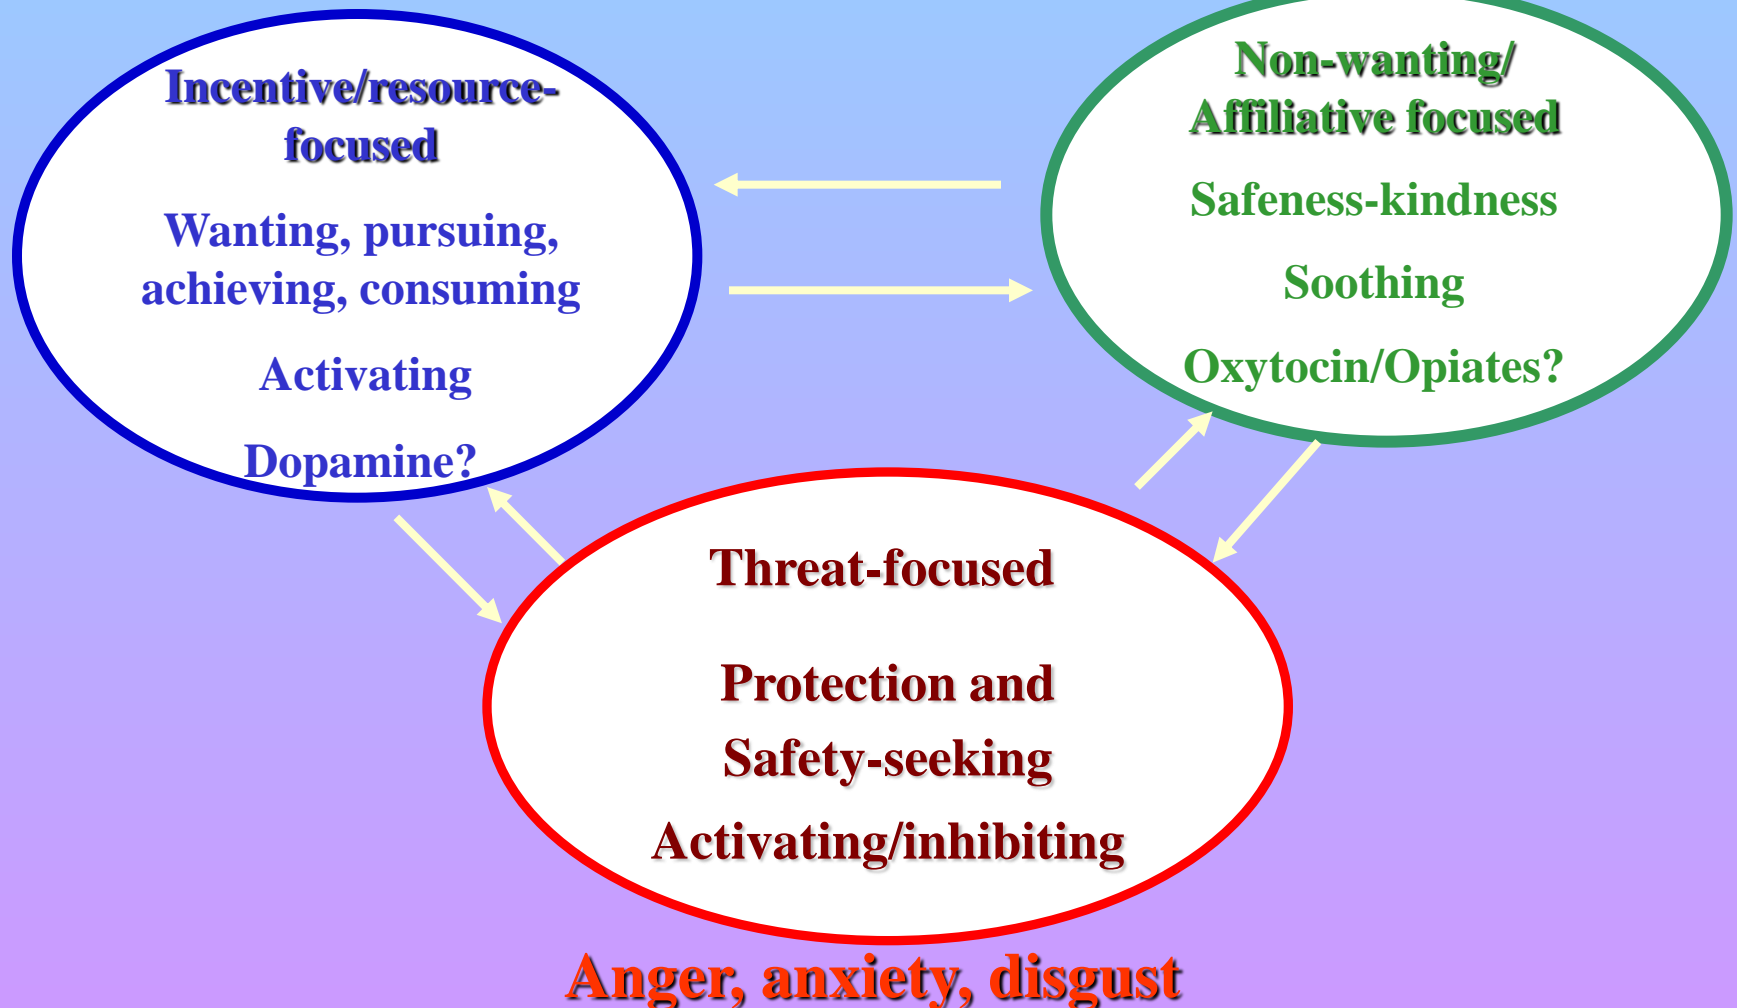 Incentive/resource-
focused
Wanting, pursuing,
achieving, consuming
Activating
Dopamine?
Non-wanting/
Affiliative focused
Safeness-kindness
Soothing
Oxytocin/Opiates?
Threat-focused
Protection and
Safety-seeking
Activating/inhibiting
Anger, anxiety, disgust